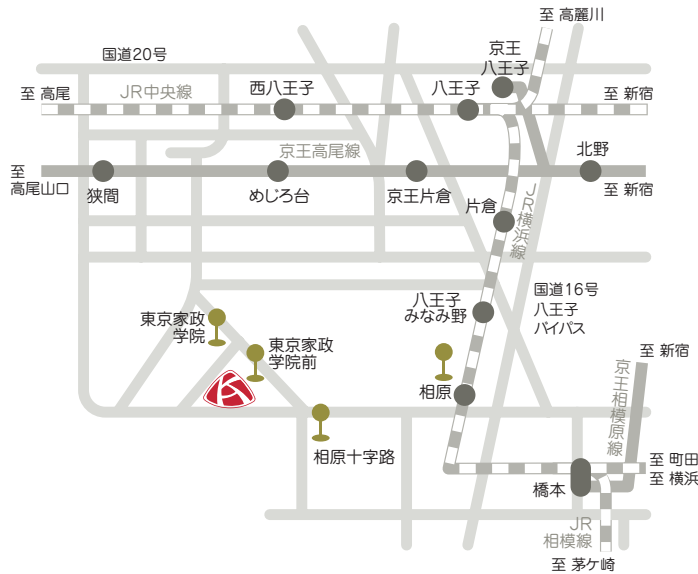 至 高麗川
国道20号
京王
八王子
至 高尾
JR中央線
西八王子
八王子
至 新宿
京王高尾線
北野
至
高尾山口
狭間
めじろ台
京王片倉
至 新宿
片倉
JR横浜線
八王子
みなみ野
国道16号
八王子
バイパス
東京家政
学院
東京家政
学院前
至 新宿
京王相模原線
相原
相原十字路
至 町田
至 横浜
橋本
JR
相模線
至 茅ケ崎